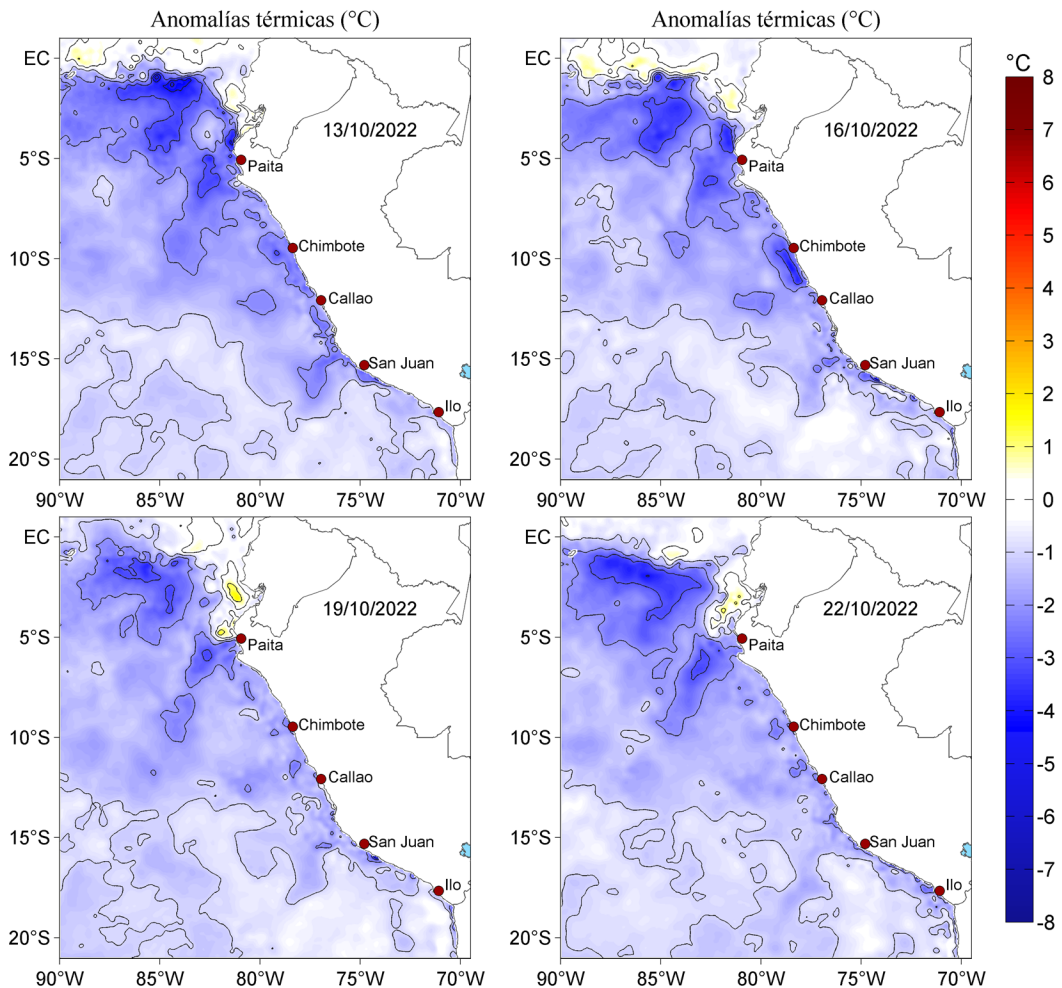 Anomalías térmicas (°C)
Anomalías térmicas (°C)
EC
5°S
10°S
15°S
20°S
13/10/2022
Paita
Chimbote
Callao
San Juan
Ilo
90°W
85°W
80°W
75°W
70°W
EC
5°S
10°S
15°S
20°S
16/10/2022
Paita
Chimbote
Callao
San Juan
Ilo
90°W
85°W
80°W
75°W
70°W
EC
5°S
10°S
15°S
20°S
19/10/2022
Paita
Chimbote
Callao
San Juan
Ilo
90°W
85°W
80°W
75°W
70°W
EC
5°S
10°S
15°S
20°S
22/10/2022
Paita
Chimbote
Callao
San Juan
Ilo
90°W
85°W
80°W
75°W
70°W
°C
8
7
6
5
4
3
2
1
0
-1
-2
-3
-4
-5
-6
-7
-8